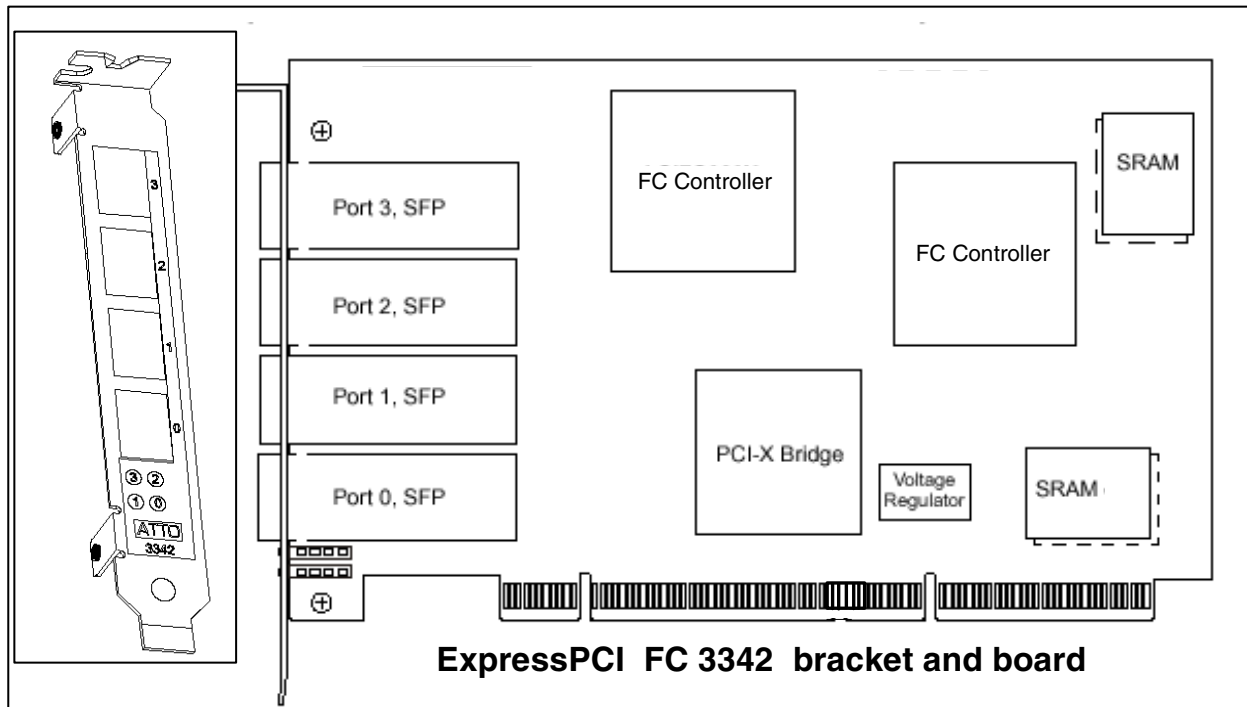 3
2
1
0
3 2
1 0
ATTO
3342
Port 3, SFP
Port 2, SFP
Port 1, SFP
Port 0, SFP
FC Controller
FC Controller
SRAM
PCI-X Bridge
Voltage
Regulator
SRAM
ExpressPCI FC 3342 bracket and board